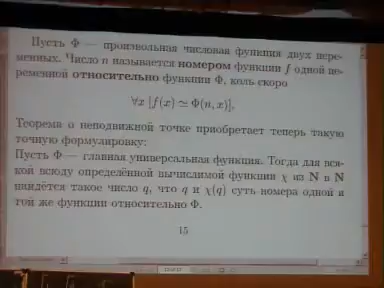 Пусть Φ — произвольная числовая функция двух пере-
менных. Число n называется номером функции f одной пе-
ременной относительно функции Φ, коль скоро
∀x [f(x) ≃ Φ(n, x)].
Теорема о неподвижной точке приобретает теперь такую
точную формулировку:
Пусть Φ — главная универсальная функция. Тогда для вся-
кой всюду определённой вычислимой функции χ из N в N
найдётся такое число q, что q и χ(q) суть номера одной и
той же функции относительно Φ.
15